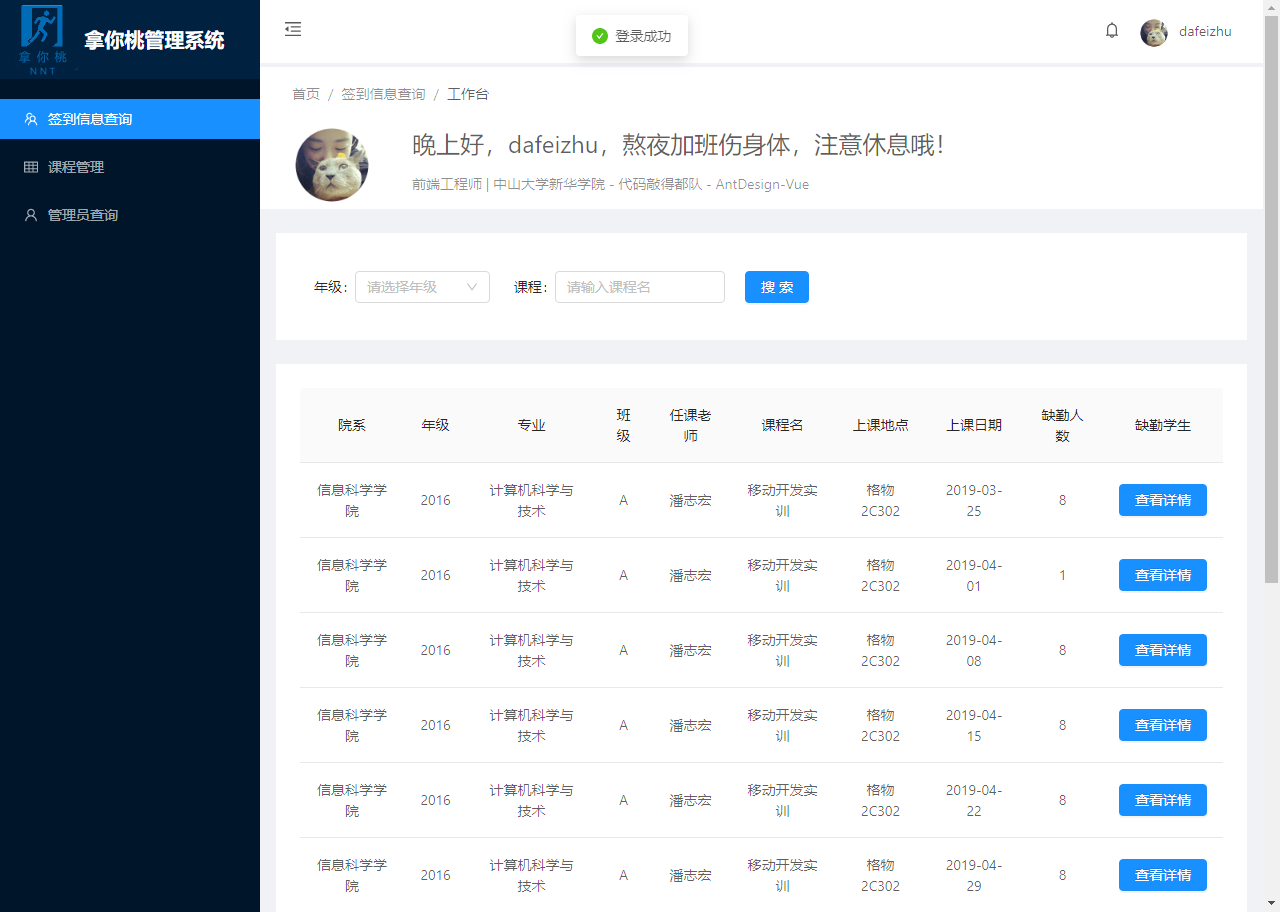 拿你桃
NNT
拿你桃管理系统
登录成功
dafeizhu
签到信息查询
课程管理
管理员查询
首页 / 签到信息查询 / 工作台
晚上好，dafeizhu，熬夜加班伤身体，注意休息哦！
前端工程师 | 中山大学新华学院 - 代码敲得都队 - AntDesign-Vue
年级： 请选择年级 课程： 请输入课程名 搜 索
院系 年级 专业 班级 任课老师 课程名 上课地点 上课日期 缺勤人数 缺勤学生
信息科学学院 2016 计算机科学与技术 A 潘志宏 移动开发实训 格物2C302 2019-03-25 8 查看详情
信息科学学院 2016 计算机科学与技术 A 潘志宏 移动开发实训 格物2C302 2019-04-01 1 查看详情
信息科学学院 2016 计算机科学与技术 A 潘志宏 移动开发实训 格物2C302 2019-04-08 8 查看详情
信息科学学院 2016 计算机科学与技术 A 潘志宏 移动开发实训 格物2C302 2019-04-15 8 查看详情
信息科学学院 2016 计算机科学与技术 A 潘志宏 移动开发实训 格物2C302 2019-04-22 8 查看详情
信息科学学院 2016 计算机科学与技术 A 潘志宏 移动开发实训 格物2C302 2019-04-29 8 查看详情